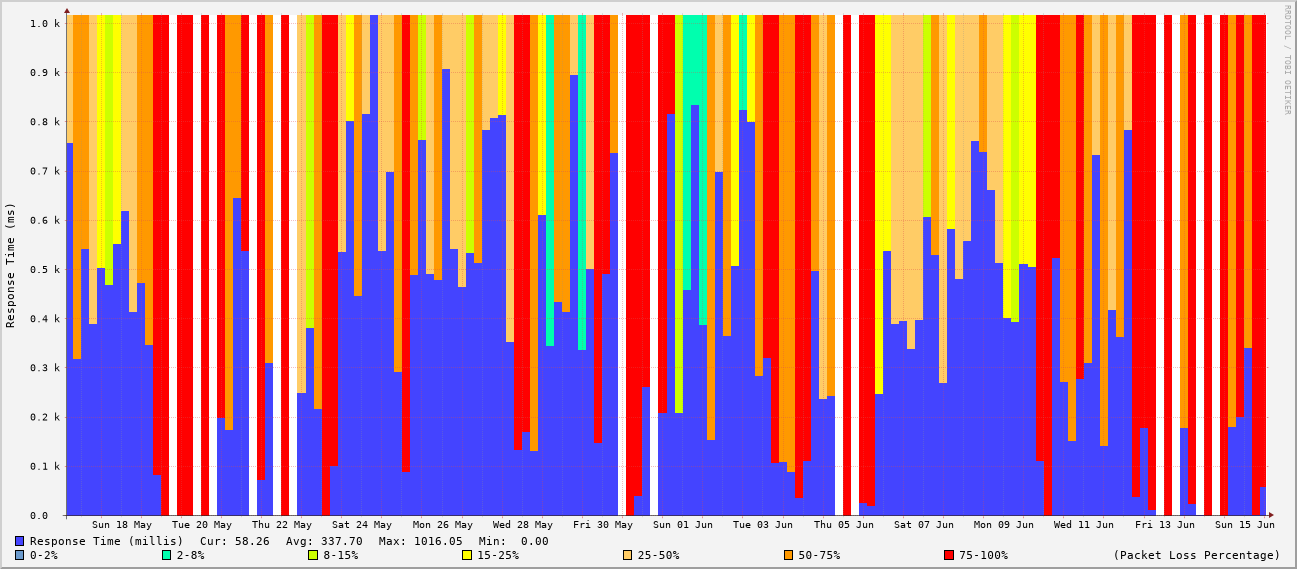 1.0 k
0.9 k
0.8 k
0.7 k
0.6 k
0.5 k
0.4 k
0.3 k
0.2 k
0.1 k
0.0
Response Time (ms)
RRDTOOL / TOBI OETIKER
Sun 18 May Tue 20 May Thu 22 May Sat 24 May Mon 26 May Wed 28 May Fri 30 May Sun 01 Jun Tue 03 Jun Thu 05 Jun Sat 07 Jun Mon 09 Jun Wed 11 Jun Fri 13 Jun Sun 15 Jun
Response Time (millis) Cur: 58.26 Avg: 337.70 Max: 1016.05 Min: 0.00
0-2% 2-8% 8-15% 15-25% 25-50% 50-75% 75-100% (Packet Loss Percentage)